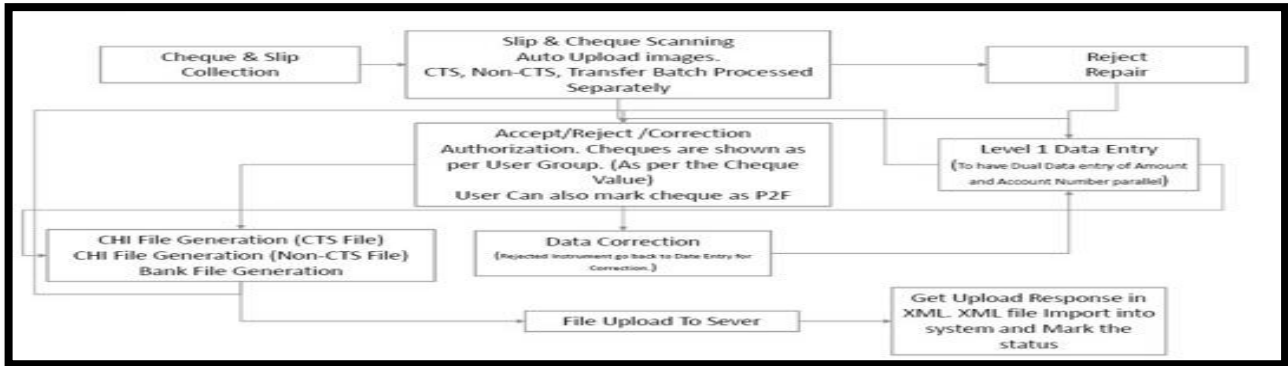 Cheque & Slip
Collection
Slip & Cheque Scanning
Auto Upload images.
CTS, Non-CTS, Transfer Batch Processed
Separately
Reject
Repair
Accept/Reject /Correction
Authorization. Cheques are shown as
per User Group. (As per the Cheque
Value)
User Can also mark cheque as P2F
Level 1 Data Entry
(To have Dual Data entry of Amount
and Account Number parallel)
CHI File Generation (CTS File)
CHI File Generation (Non-CTS File)
Bank File Generation
Data Correction
(Rejected Instrument go back to Date Entry for
Correction.)
File Upload To Sever
Get Upload Response in
XML. XML file Import into
system and Mark the
status